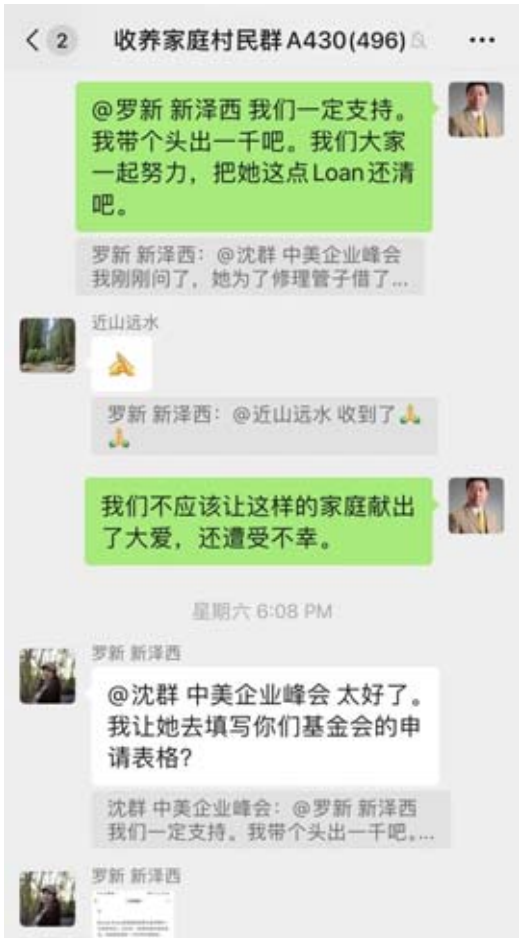 2
收养家庭村民群A430(496)
@罗新 新泽西 我们一定支持。
我带个头出一千吧。我们大家
一起努力，把她这点Loan还清
吧。
罗新 新泽西：@沈群 中美企业峰会
我刚刚问了，她为了修理管子借了...
近山远水
罗新 新泽西：@近山远水 收到了🙏
🙏
我们不应该让这样的家庭献出
了大爱，还遭受不幸。
星期六 6:08 PM
罗新 新泽西
@沈群 中美企业峰会 太好了。
我让她去填写你们基金会的申
请表格?
沈群 中美企业峰会：@罗新 新泽西
我们一定支持。我带个头出一千吧。...
罗新 新泽西